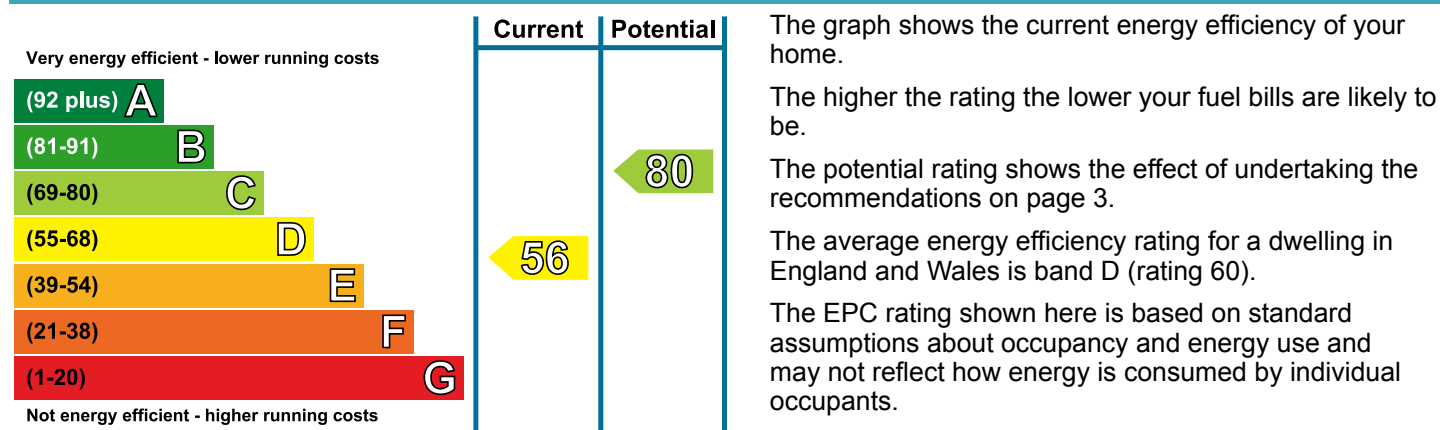 Current Potential
Very energy efficient - lower running costs
(92 plus) A
(81-91) B
(69-80) C
(55-68) D
(39-54) E
(21-38) F
(1-20) G
Not energy efficient - higher running costs
56
80
The graph shows the current energy efficiency of your
home.
The higher the rating the lower your fuel bills are likely to
be.
The potential rating shows the effect of undertaking the
recommendations on page 3.
The average energy efficiency rating for a dwelling in
England and Wales is band D (rating 60).
The EPC rating shown here is based on standard
assumptions about occupancy and energy use and
may not reflect how energy is consumed by individual
occupants.